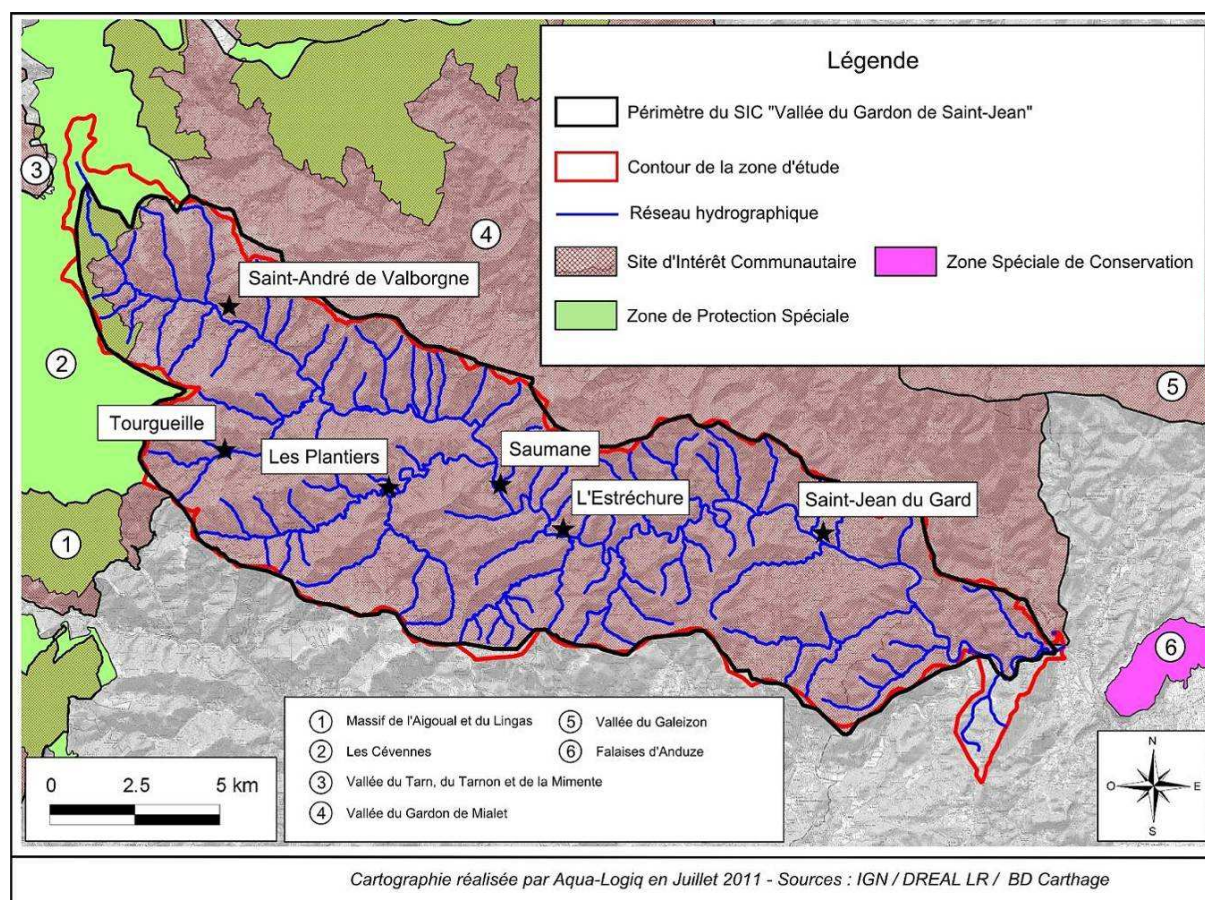 Légende
Périmètre du SIC "Vallée du Gardon de Saint-Jean"
Contour de la zone d'étude
Réseau hydrographique
Site d'Intérêt Communautaire
Zone Spéciale de Conservation
Zone de Protection Spéciale
3
4
Saint-André de Valborgne
2
5
Tourgueille
Les Plantiers
Saumane
L'Estréchure
Saint-Jean du Gard
1
6
1 Massif de l'Aigoual et du Lingas
2 Les Cévennes
3 Vallée du Tarn, du Tarnon et de la Mimente
4 Vallée du Gardon de Mialet
5 Vallée du Galeizon
6 Falaises d'Anduze
0 2.5 5 km
N
O E
S
Cartographie réalisée par Aqua-Logiq en Juillet 2011 - Sources : IGN / DREAL LR / BD Carthage